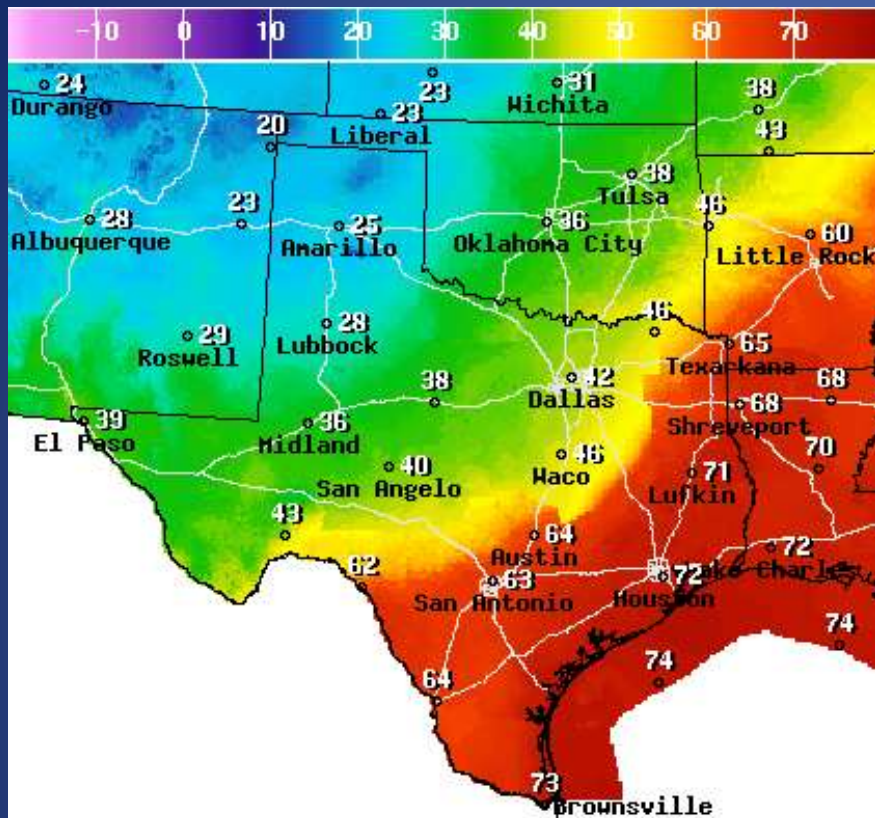 -10 0 10 20 30 40 50 60 70
24
Durango
23
23
Liberal
31
Wichita
38
43
20
38
Tulsa
28
Albuquerque
23
25
Amarillo
36
Oklahoma City
46
60
Little Rock
29
Roswell
28
Lubbock
46
65
Texarkana
42
Dallas
38
68
Shreveport
68
39
El Paso
36
Midland
40
San Angelo
46
Waco
71
Lufkin
70
43
64
Austin
72
Lake Charles
62
63
San Antonio
72
Houston
74
74
64
73
Brownsville